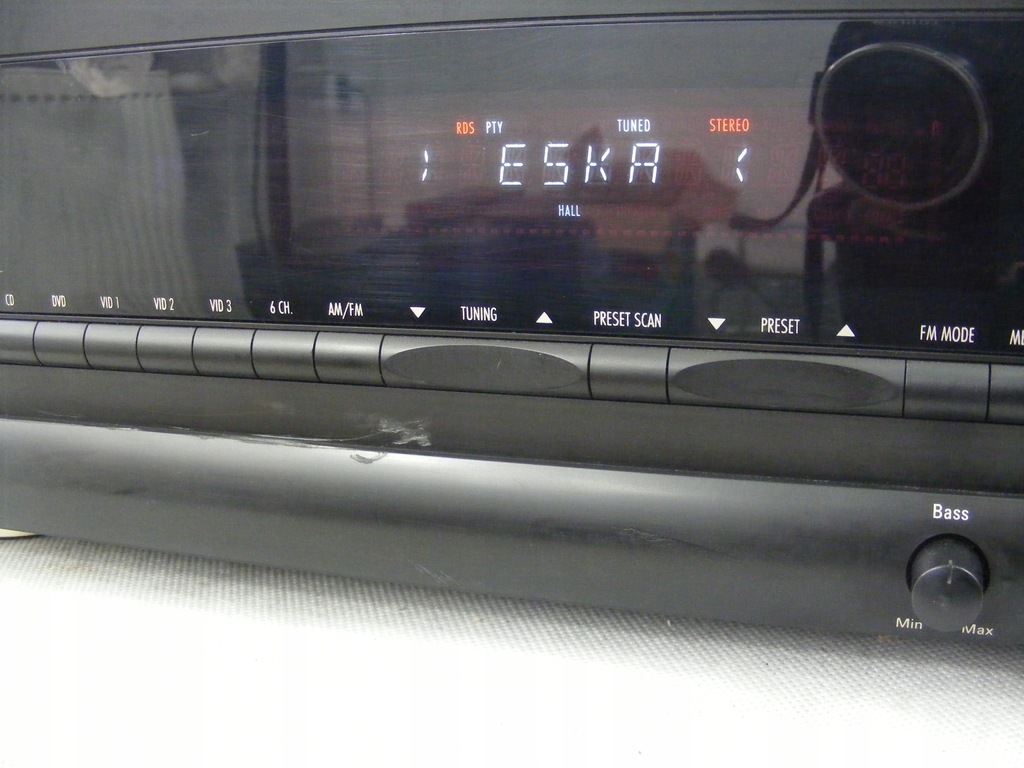 RDS PTY TUNED STEREO
) ESKA <
HALL
CD DVD VID 1 VID 2 VID 3 6 CH. AM/FM ▼ TUNING ▲ PRESET SCAN ▼ PRESET ▲ FM MODE
Bass
Min Max